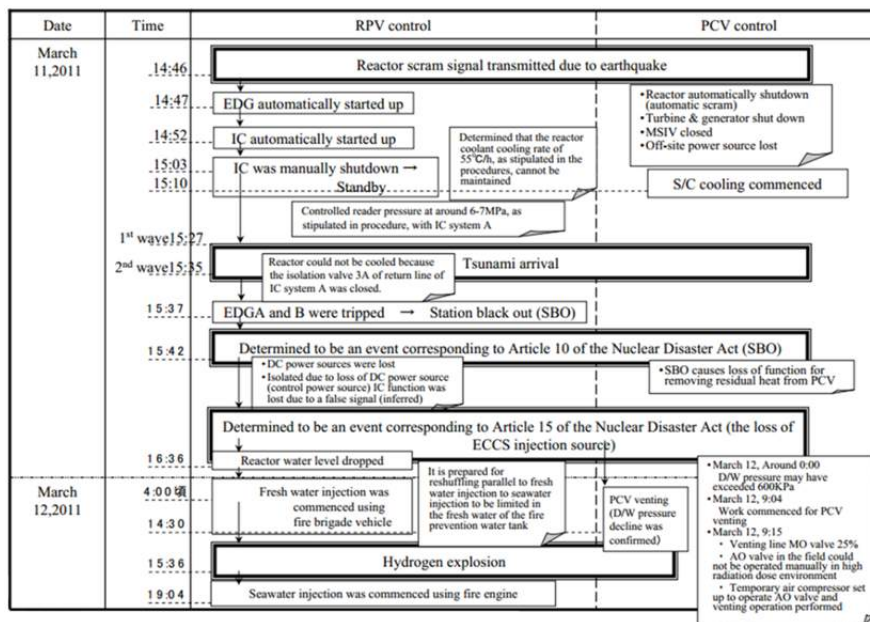 Date
Time
RPV control
PCV control
March
11,2011
14:46
Reactor scram signal transmitted due to earthquake
14:47
EDG automatically started up
14:52
IC automatically started up
15:03
IC was manually shutdown →
Standby
15:10
Determined that the reactor
coolant cooling rate of
55℃/h, as stipulated in the
procedures, cannot be
maintained
•Reactor automatically shutdown
(automatic scram)
•Turbine & generator shut down
•MSIV closed
•Off-site power source lost
S/C cooling commenced
Controlled reader pressure at around 6-7MPa, as
stipulated in procedure, with IC system A
1st wave15:27
2nd wave15:35
Tsunami arrival
Reactor could not be cooled because
the isolation valve 3A of return line of
IC system A was closed.
15:37
EDGA and B were tripped → Station black out (SBO)
15:42
Determined to be an event corresponding to Article 10 of the Nuclear Disaster Act (SBO)
•DC power sources were lost
•Isolated due to loss of DC power source
(control power source) IC function was
lost due to a false signal (inferred)
•SBO causes loss of function for
removing residual heat from PCV
Determined to be an event corresponding to Article 15 of the Nuclear Disaster Act (the loss of
ECCS injection source)
16:36
Reactor water level dropped
March
12,2011
4:00頃
Fresh water injection was
commenced using
fire brigade vehicle
14:30
It is prepared for
reshuffling parallel to fresh
water injection to seawater
injection to be limited in
the fresh water of the fire
prevention water tank
PCV venting
(D/W pressure
decline was
confirmed)
•March 12, Around 0:00
D/W pressure may have
exceeded 600KPa
•March 12, 9:04
Work commenced for PCV
venting
•March 12, 9:15
・ Venting line MO valve 25%
・ AO valve in the field could
not be operated manually in high
radiation dose environment
・ Temporary air compressor set
up to operate AO valve and
venting operation performed
15:36
Hydrogen explosion
19:04
Seawater injection was commenced using fire engine